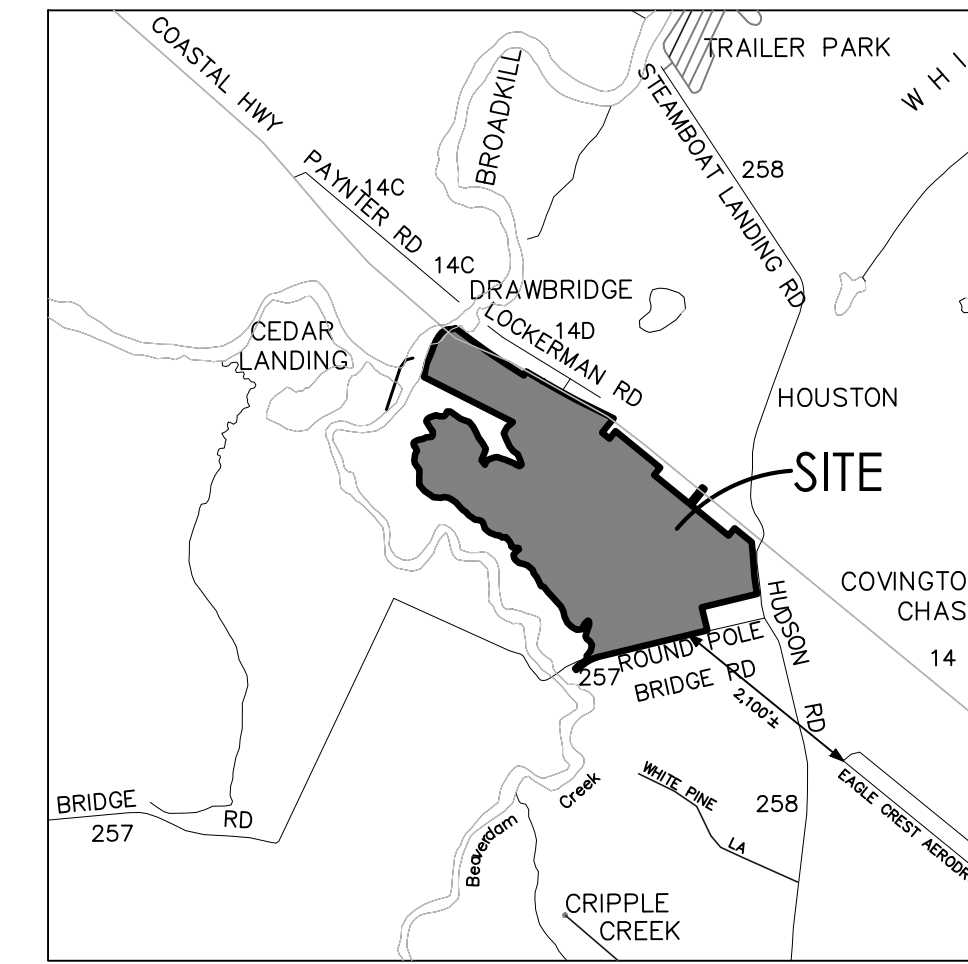 COASTAL HWY
BROADKILL
TRAILER PARK
W H I
STEAMBOAT LANDING RD
258
PAYNTER RD
14C
14C
DRAWBRIDGE
LOCKERMAN RD
14D
CEDAR
LANDING
HOUSTON
SITE
COVINGTO
CHAS
14
HUDSON
RD
ROUND POLE
BRIDGE RD
257
2,100'±
EAGLE CREST AERODR
WHITE PINE
LA
258
BRIDGE
RD
257
Beaverdam
Creek
CRIPPLE
CREEK